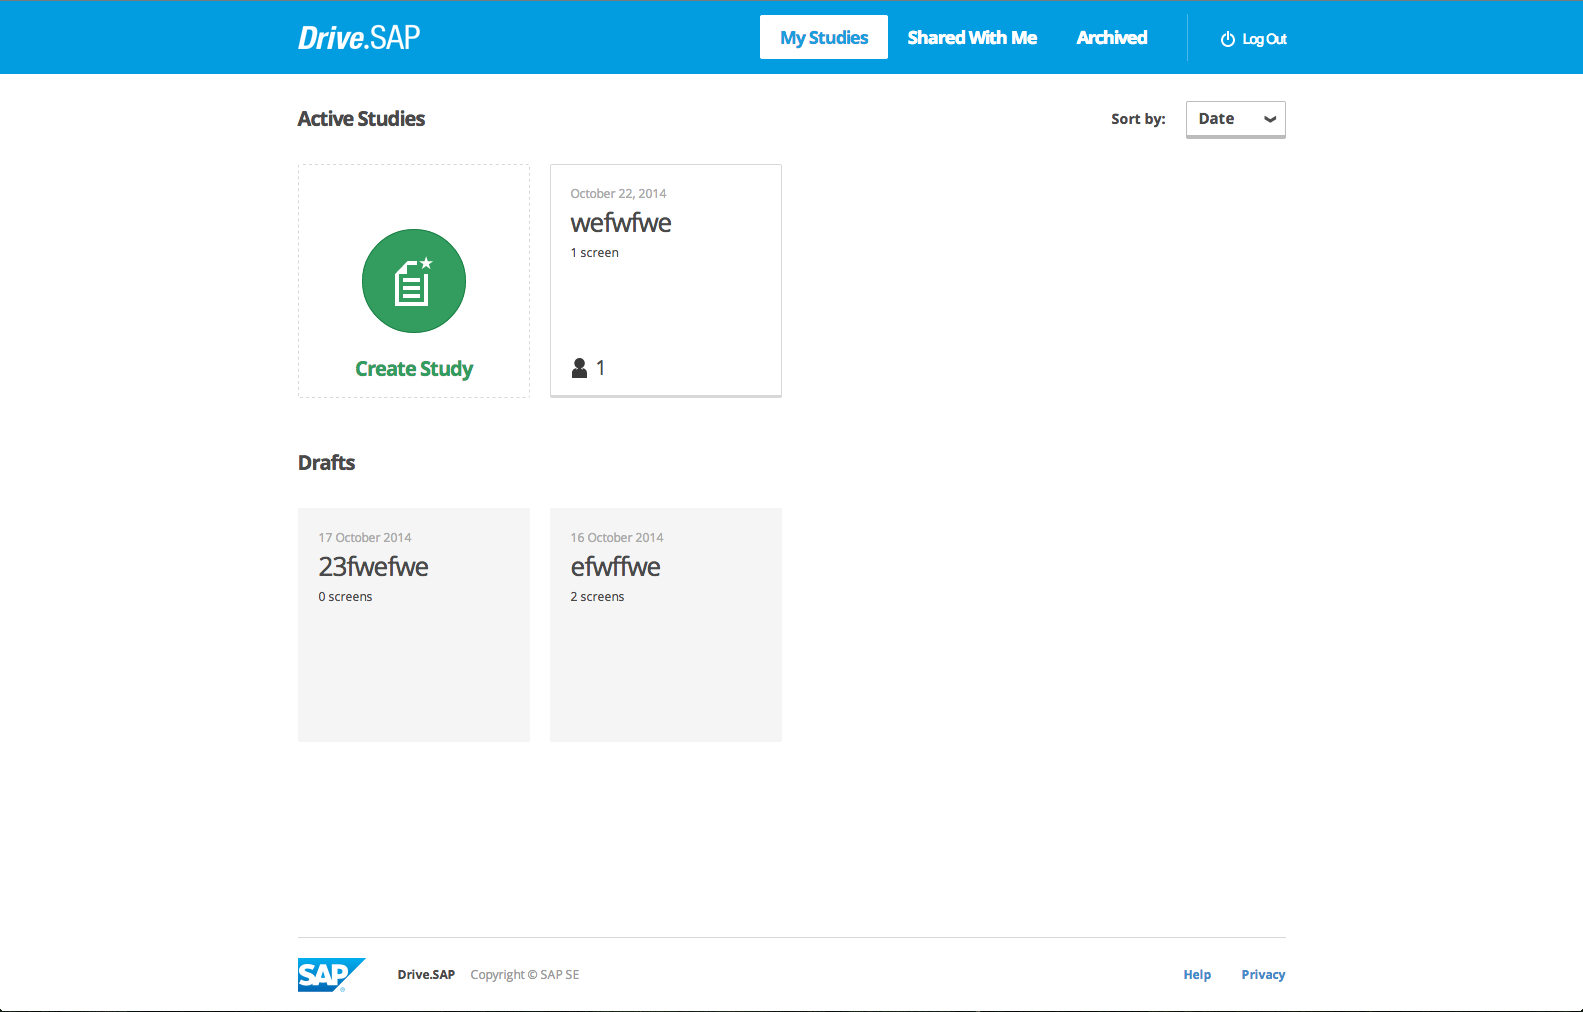 Drive.SAP
My Studies
Shared With Me
Archived
Log Out
Active Studies
Sort by:
Date
Create Study
October 22, 2014
wefwfwe
1 screen
1
Drafts
17 October 2014
23fwefwe
0 screens
16 October 2014
efwffwe
2 screens
SAP ®
Drive.SAP
Copyright © SAP SE
Help
Privacy